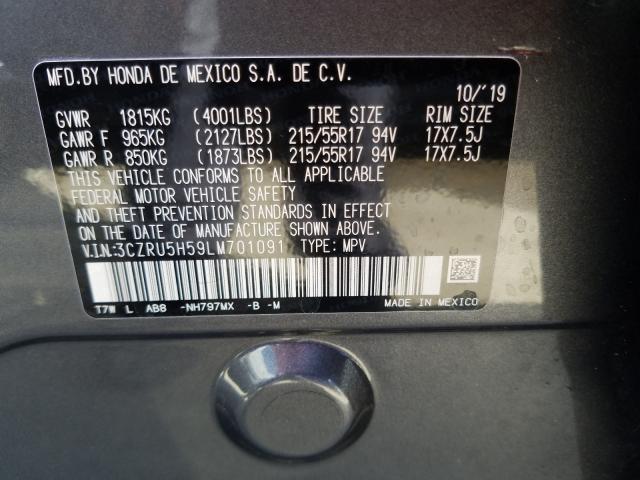 MFD.BY HONDA DE MEXICO S.A. DE C.V.
10/'19
GVWR 1815KG (4001LBS) TIRE SIZE RIM SIZE
GAWR F 965KG (2127LBS) 215/55R17 94V 17X7.5J
GAWR R 850KG (1873LBS) 215/55R17 94V 17X7.5J
THIS VEHICLE CONFORMS TO ALL APPLICABLE
FEDERAL MOTOR VEHICLE SAFETY
AND THEFT PREVENTION STANDARDS IN EFFECT
ON THE DATE OF MANUFACTURE SHOWN ABOVE.
V.I.N:3CZRU5H59LM701091 TYPE: MPV
T7W L AB8 -NH797MX -B -M MADE IN MEXICO